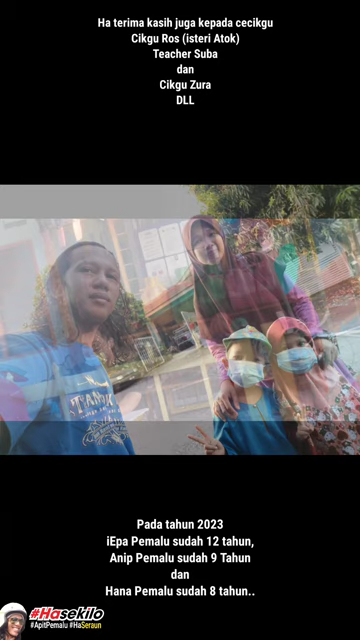 Ha terima kasih juga kepada cecikgu
Cikgu Ros (isteri Atok)
Teacher Suba
dan
Cikgu Zura
DLL
Pada tahun 2023
iEpa Pemalu sudah 12 tahun,
Anip Pemalu sudah 9 Tahun
dan
Hana Pemalu sudah 8 tahun..
#Hasekilo
#ApitPemalu #HaSeraun